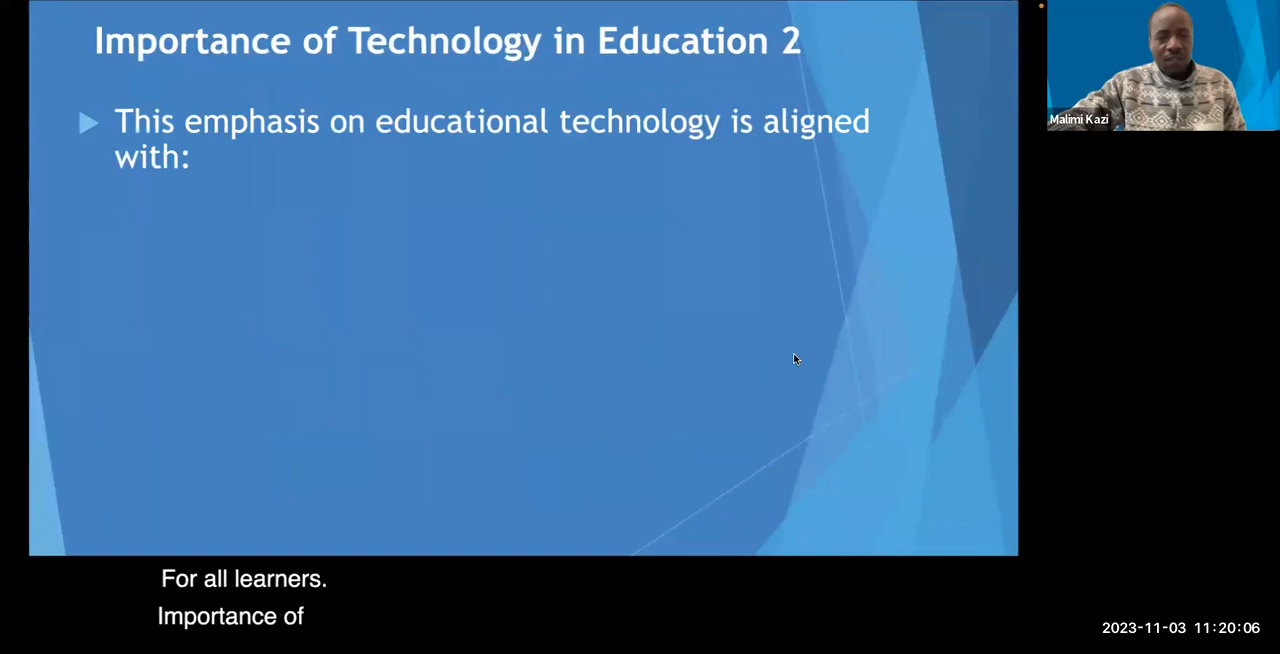 Importance of Technology in Education 2
This emphasis on educational technology is aligned
with:
Malimi Kazi
For all learners.
Importance of
2023-11-03 11:20:06